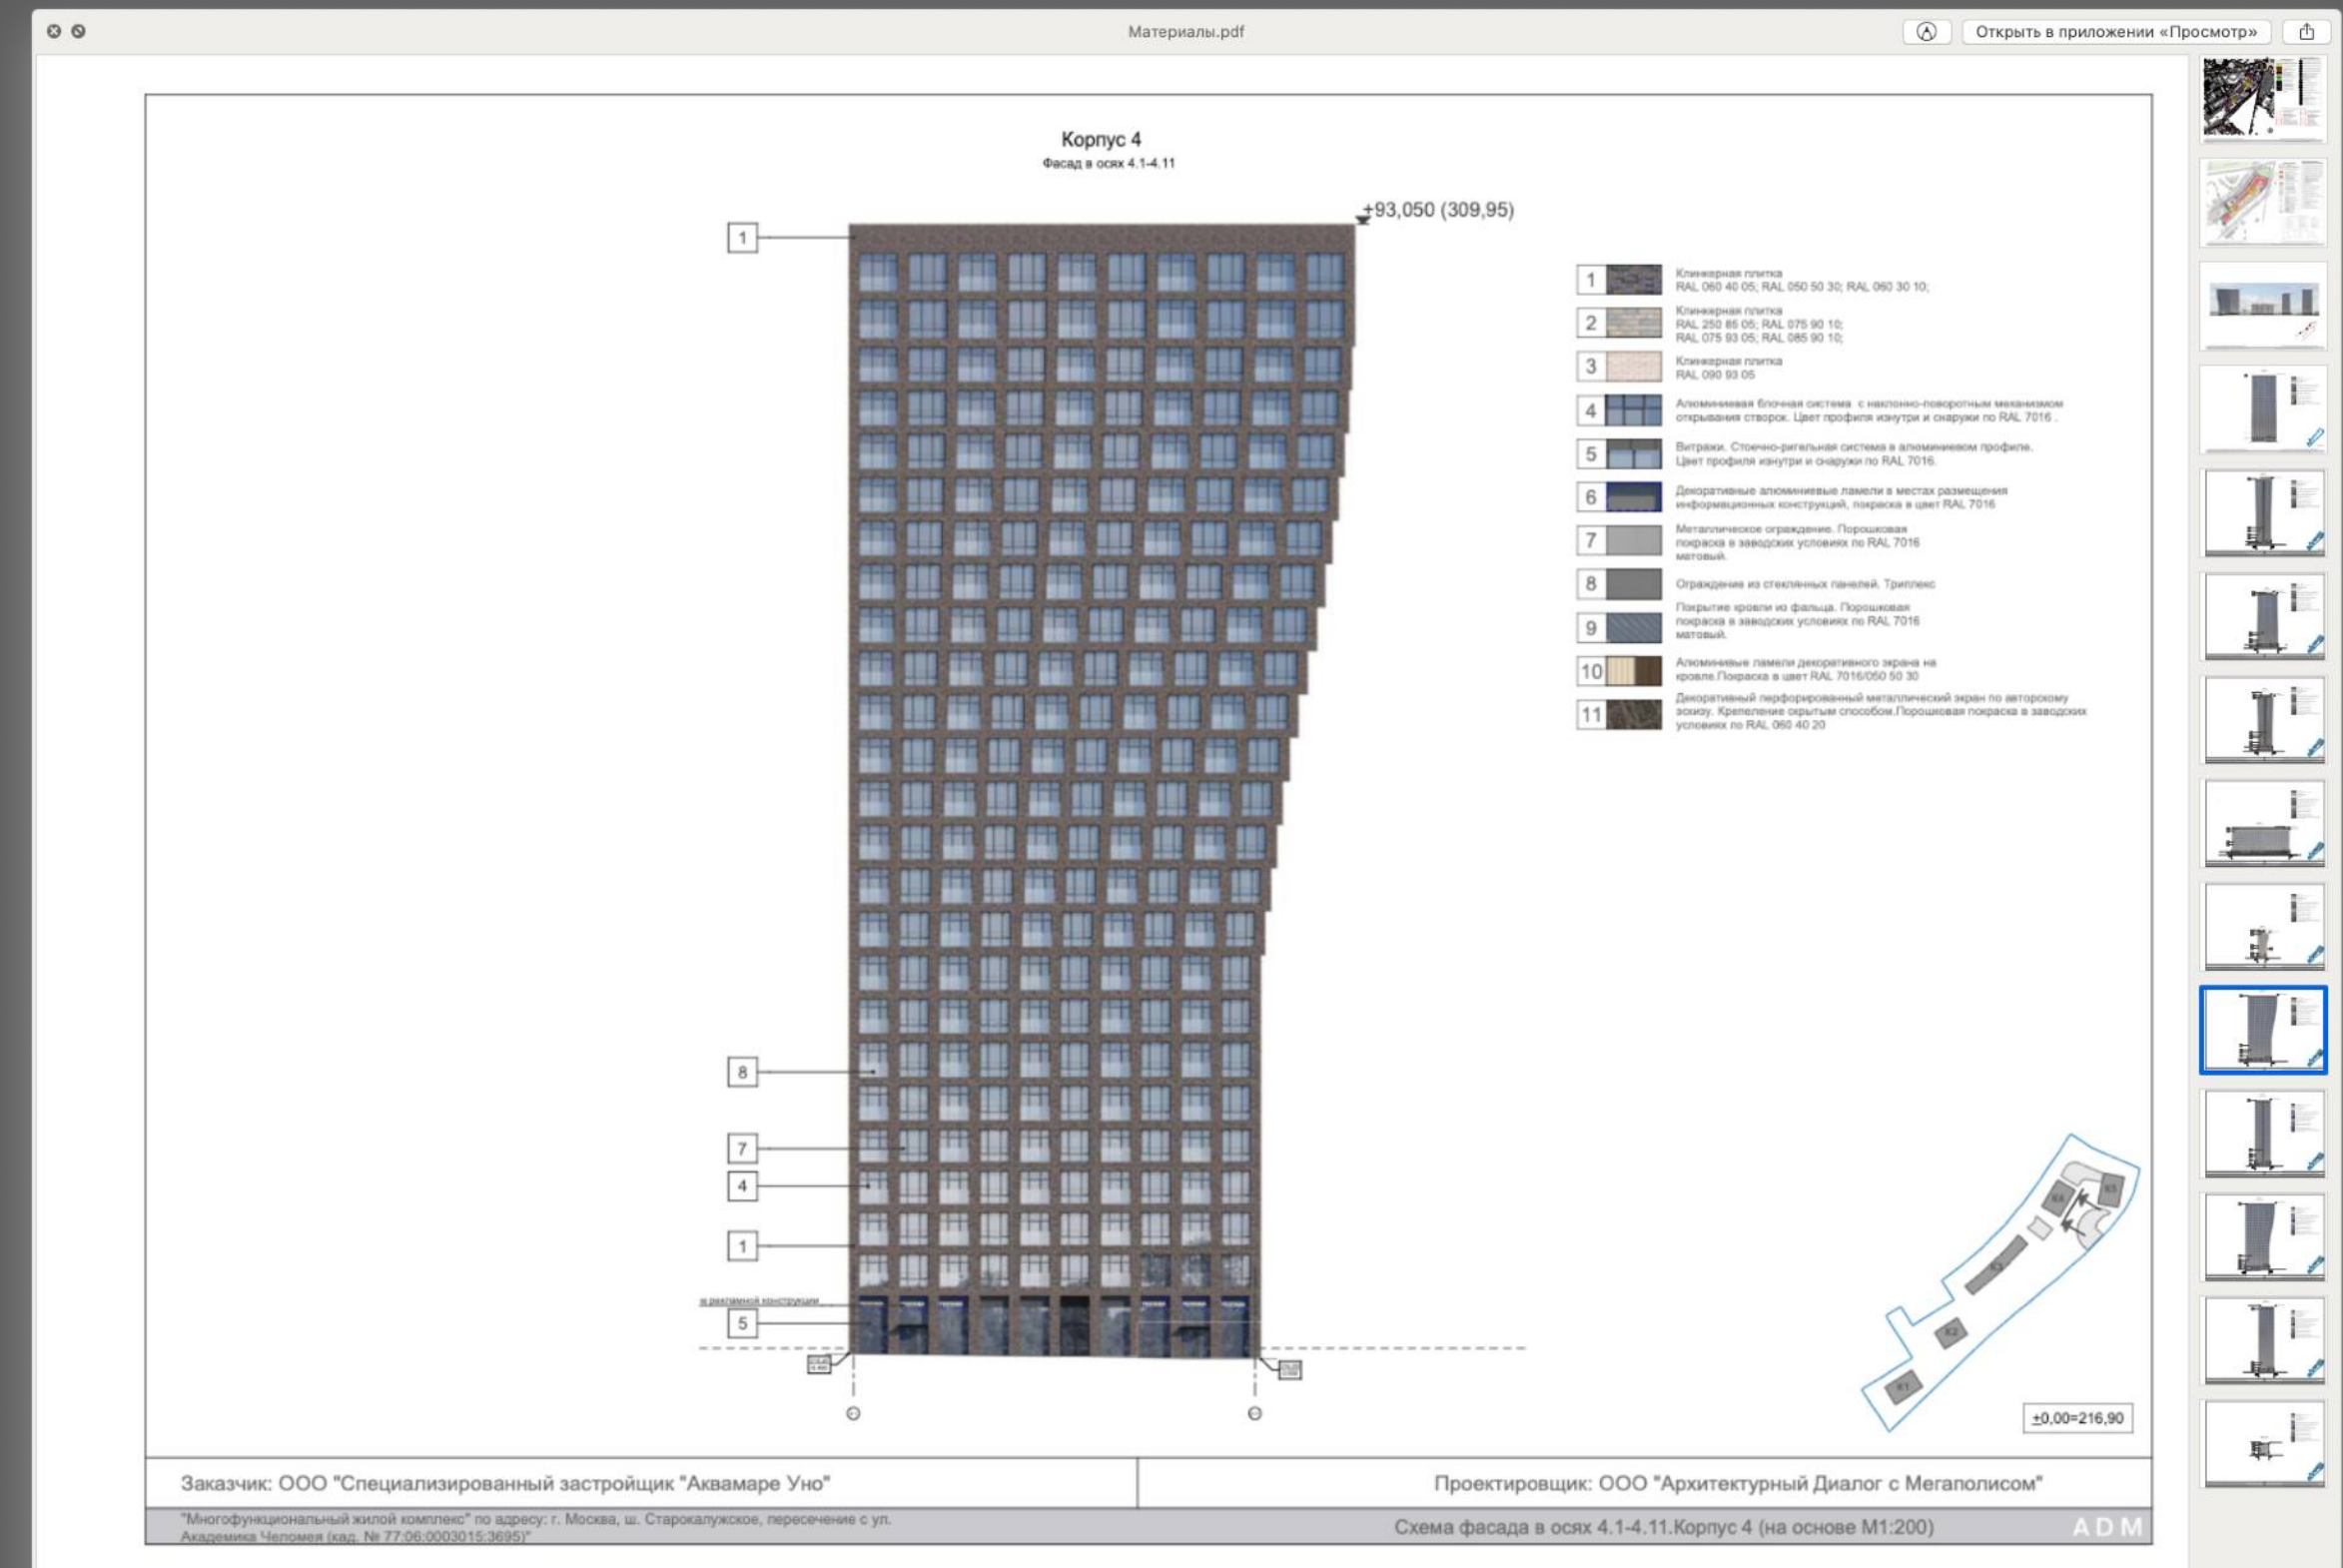 Материалы.pdf
Открыть в приложении «Просмотр»
Корпус 4
Фасад в осях 4.1-4.11
+93,050 (309,95)
1
1 Клинкерная плитка
RAL 060 40 05; RAL 050 50 30; RAL 060 30 10;
2 Клинкерная плитка
RAL 250 85 05; RAL 075 90 10;
RAL 075 93 05; RAL 085 90 10;
3 Клинкерная плитка
RAL 090 93 05
4 Алюминиевая блочная система с наклонно-поворотным механизмом
открывания створок. Цвет профиля изнутри и снаружи по RAL 7016 .
5 Витражи. Стоечно-ригельная система в алюминиевом профиле.
Цвет профиля изнутри и снаружи по RAL 7016.
6 Декоративные алюминиевые ламели в местах размещения
информационных конструкций, покраска в цвет RAL 7016
7 Металлическое ограждение. Порошковая
покраска в заводских условиях по RAL 7016
матовый.
8 Ограждение из стеклянных панелей. Триплекс
9 Покрытие кровли из фальца. Порошковая
покраска в заводских условиях по RAL 7016
матовый.
10 Алюминивые ламели декоративного экрана на
кровле.Покраска в цвет RAL 7016/050 50 30
11 Декоративный перфорированный металлический экран по авторскому
эскизу. Крепеление скрытым способом.Порошковая покраска в заводских
условиях по RAL 060 40 20
8
7
4
1
м рекламной конструкции
5
К5
К4
К3
К2
К1
±0,00=216,90
Заказчик: ООО "Специализированный застройщик "Аквамаре Уно"
Проектировщик: ООО "Архитектурный Диалог с Мегаполисом"
"Многофункциональный жилой комплекс" по адресу: г. Москва, ш. Старокалужское, пересечение с ул.
Академика Челомея (кад. № 77:06:0003015:3695)"
Схема фасада в осях 4.1-4.11.Корпус 4 (на основе М1:200)
ADM